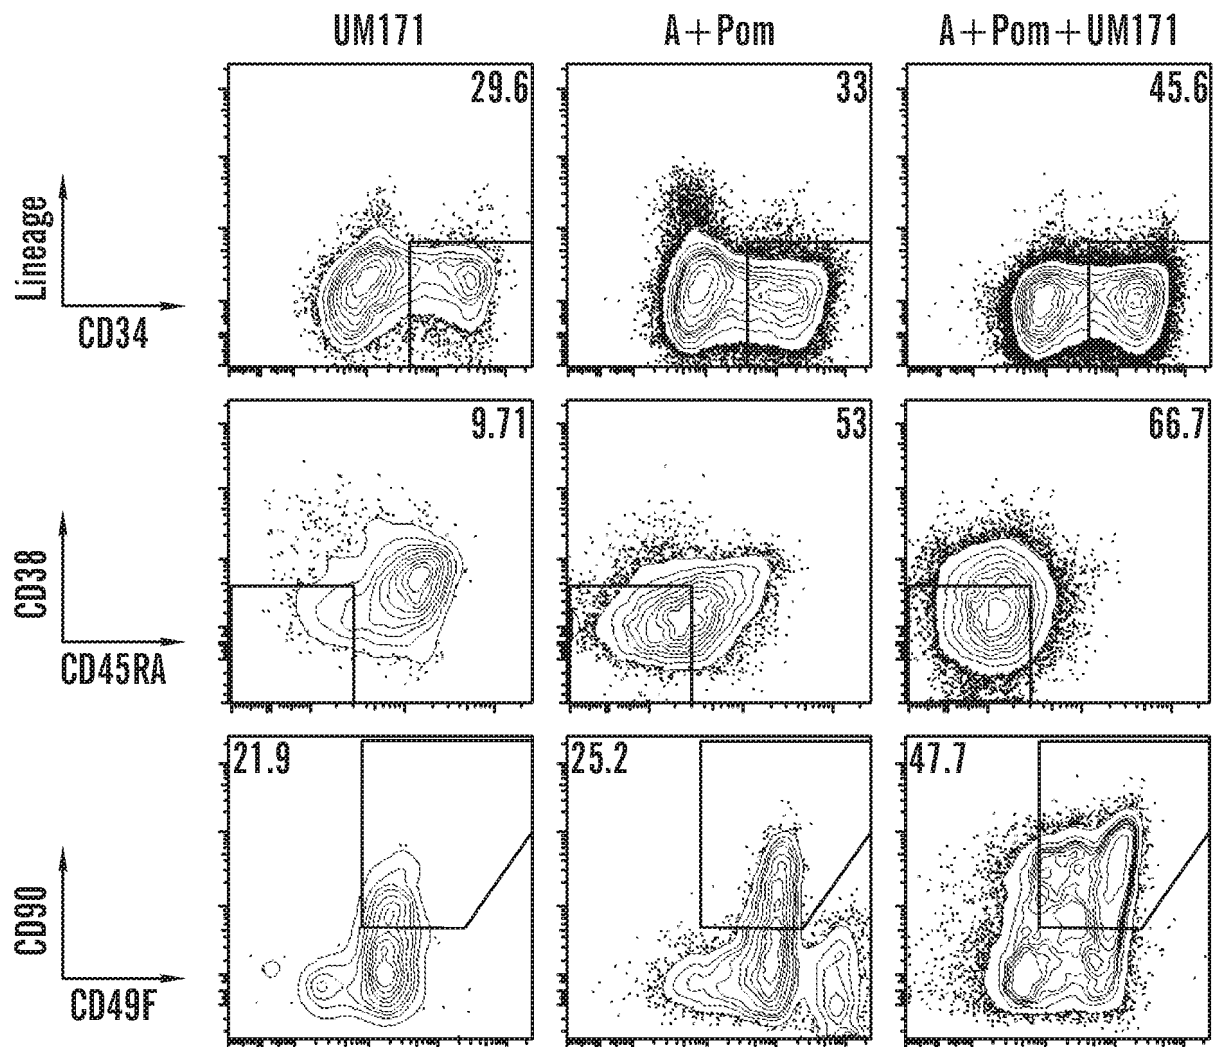 UM171 A+Pom A+Pom+UM171
29.6 33 45.6
Lineage
CD34
9.71 53 66.7
CD38
CD45RA
21.9 25.2 47.7
CD90
CD49F